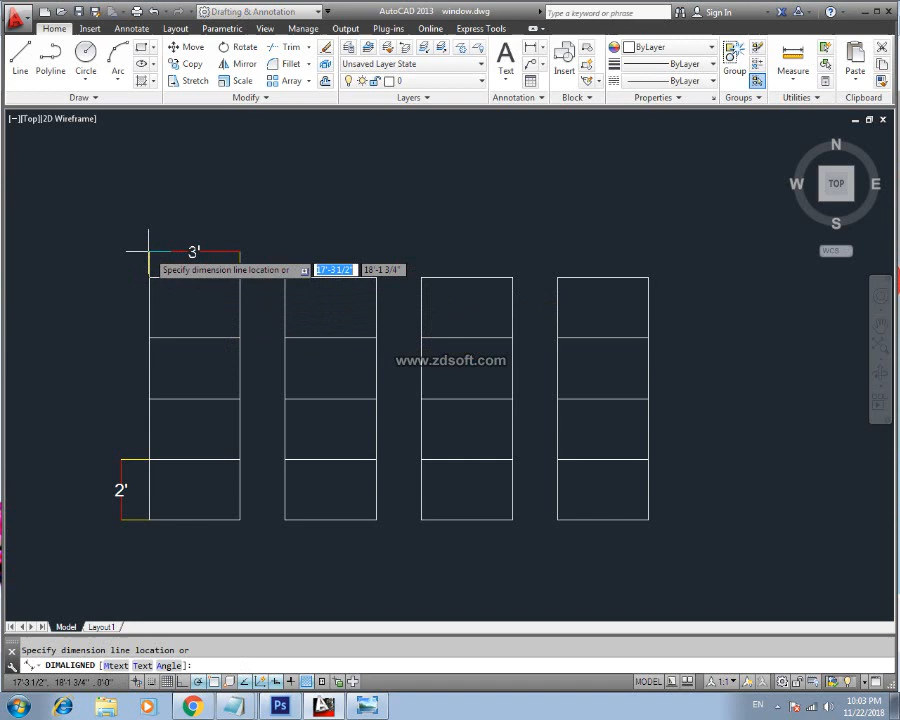 Drafting & Annotation
AutoCAD 2013 window.dwg
Type a keyword or phrase
Sign In
Home Insert Annotate Layout Parametric View Manage Output Plug-ins Online Express Tools
Line Polyline Circle Arc
Move Rotate Trim
Copy Mirror Fillet
Stretch Scale Array
Unsaved Layer State
0
Text
Insert
ByLayer
ByLayer
ByLayer
Group
Measure
Paste
Draw Modify Layers Annotation Block Properties Groups Utilities Clipboard
[−][Top][2D Wireframe]
N
W TOP E
S
WCS
3'
Specify dimension line location or 17'-3 1/2" 18'-1 3/4"
www.zdsoft.com
2'
Model Layout1
Specify dimension line location or
DIMALIGNED [Mtext Text Angle]:
17'-3 1/2", 18'-1 3/4", 0'-0"
MODEL 1:1
EN 10:03 PM
11/22/2018